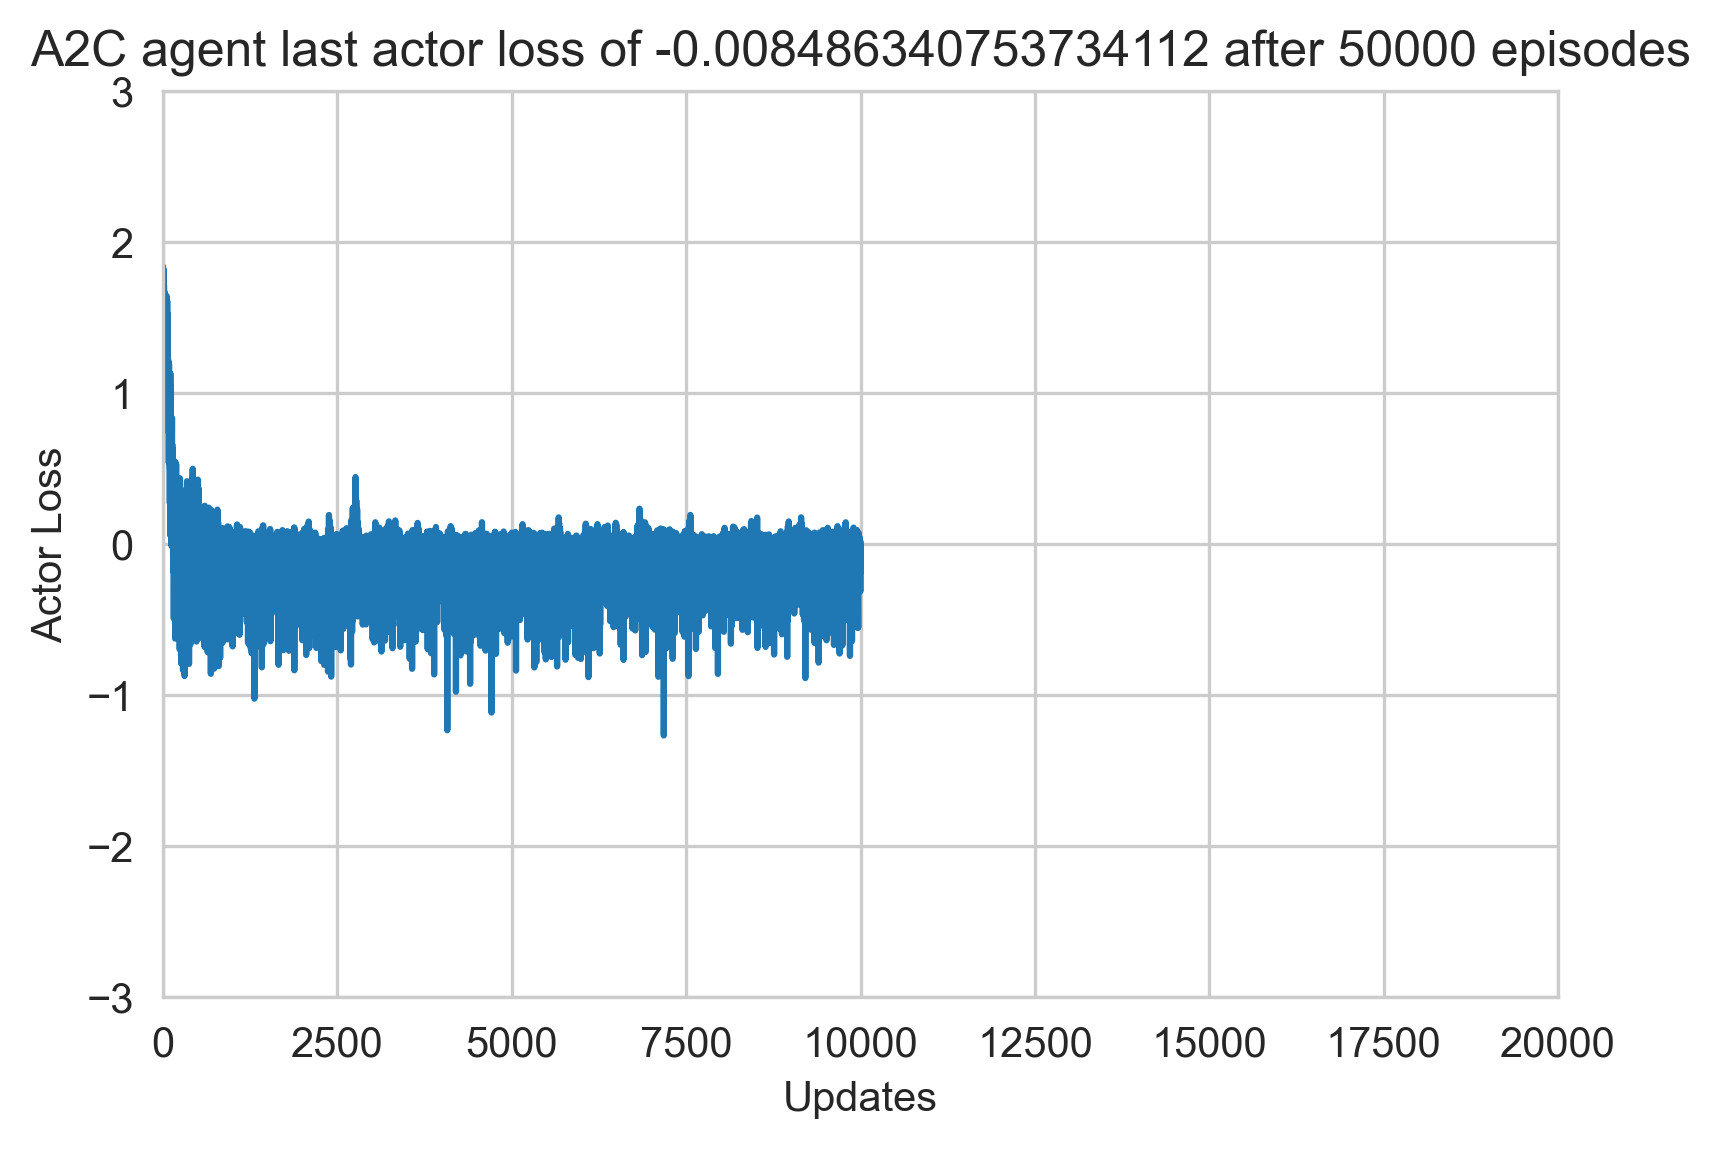 A2C agent last actor loss of -0.008486340753734112 after 50000 episodes
3
2
1
0
−1
−2
−3
Actor Loss
0 2500 5000 7500 10000 12500 15000 17500 20000
Updates